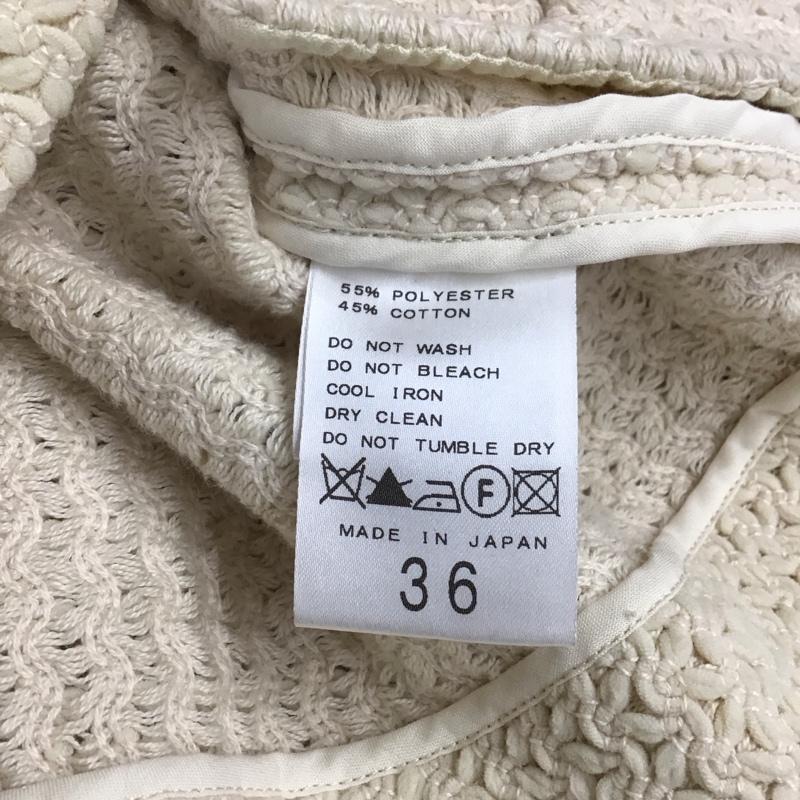 55% POLYESTER
45% COTTON
DO NOT WASH
DO NOT BLEACH
COOL IRON
DRY CLEAN
DO NOT TUMBLE DRY
F
MADE IN JAPAN
36